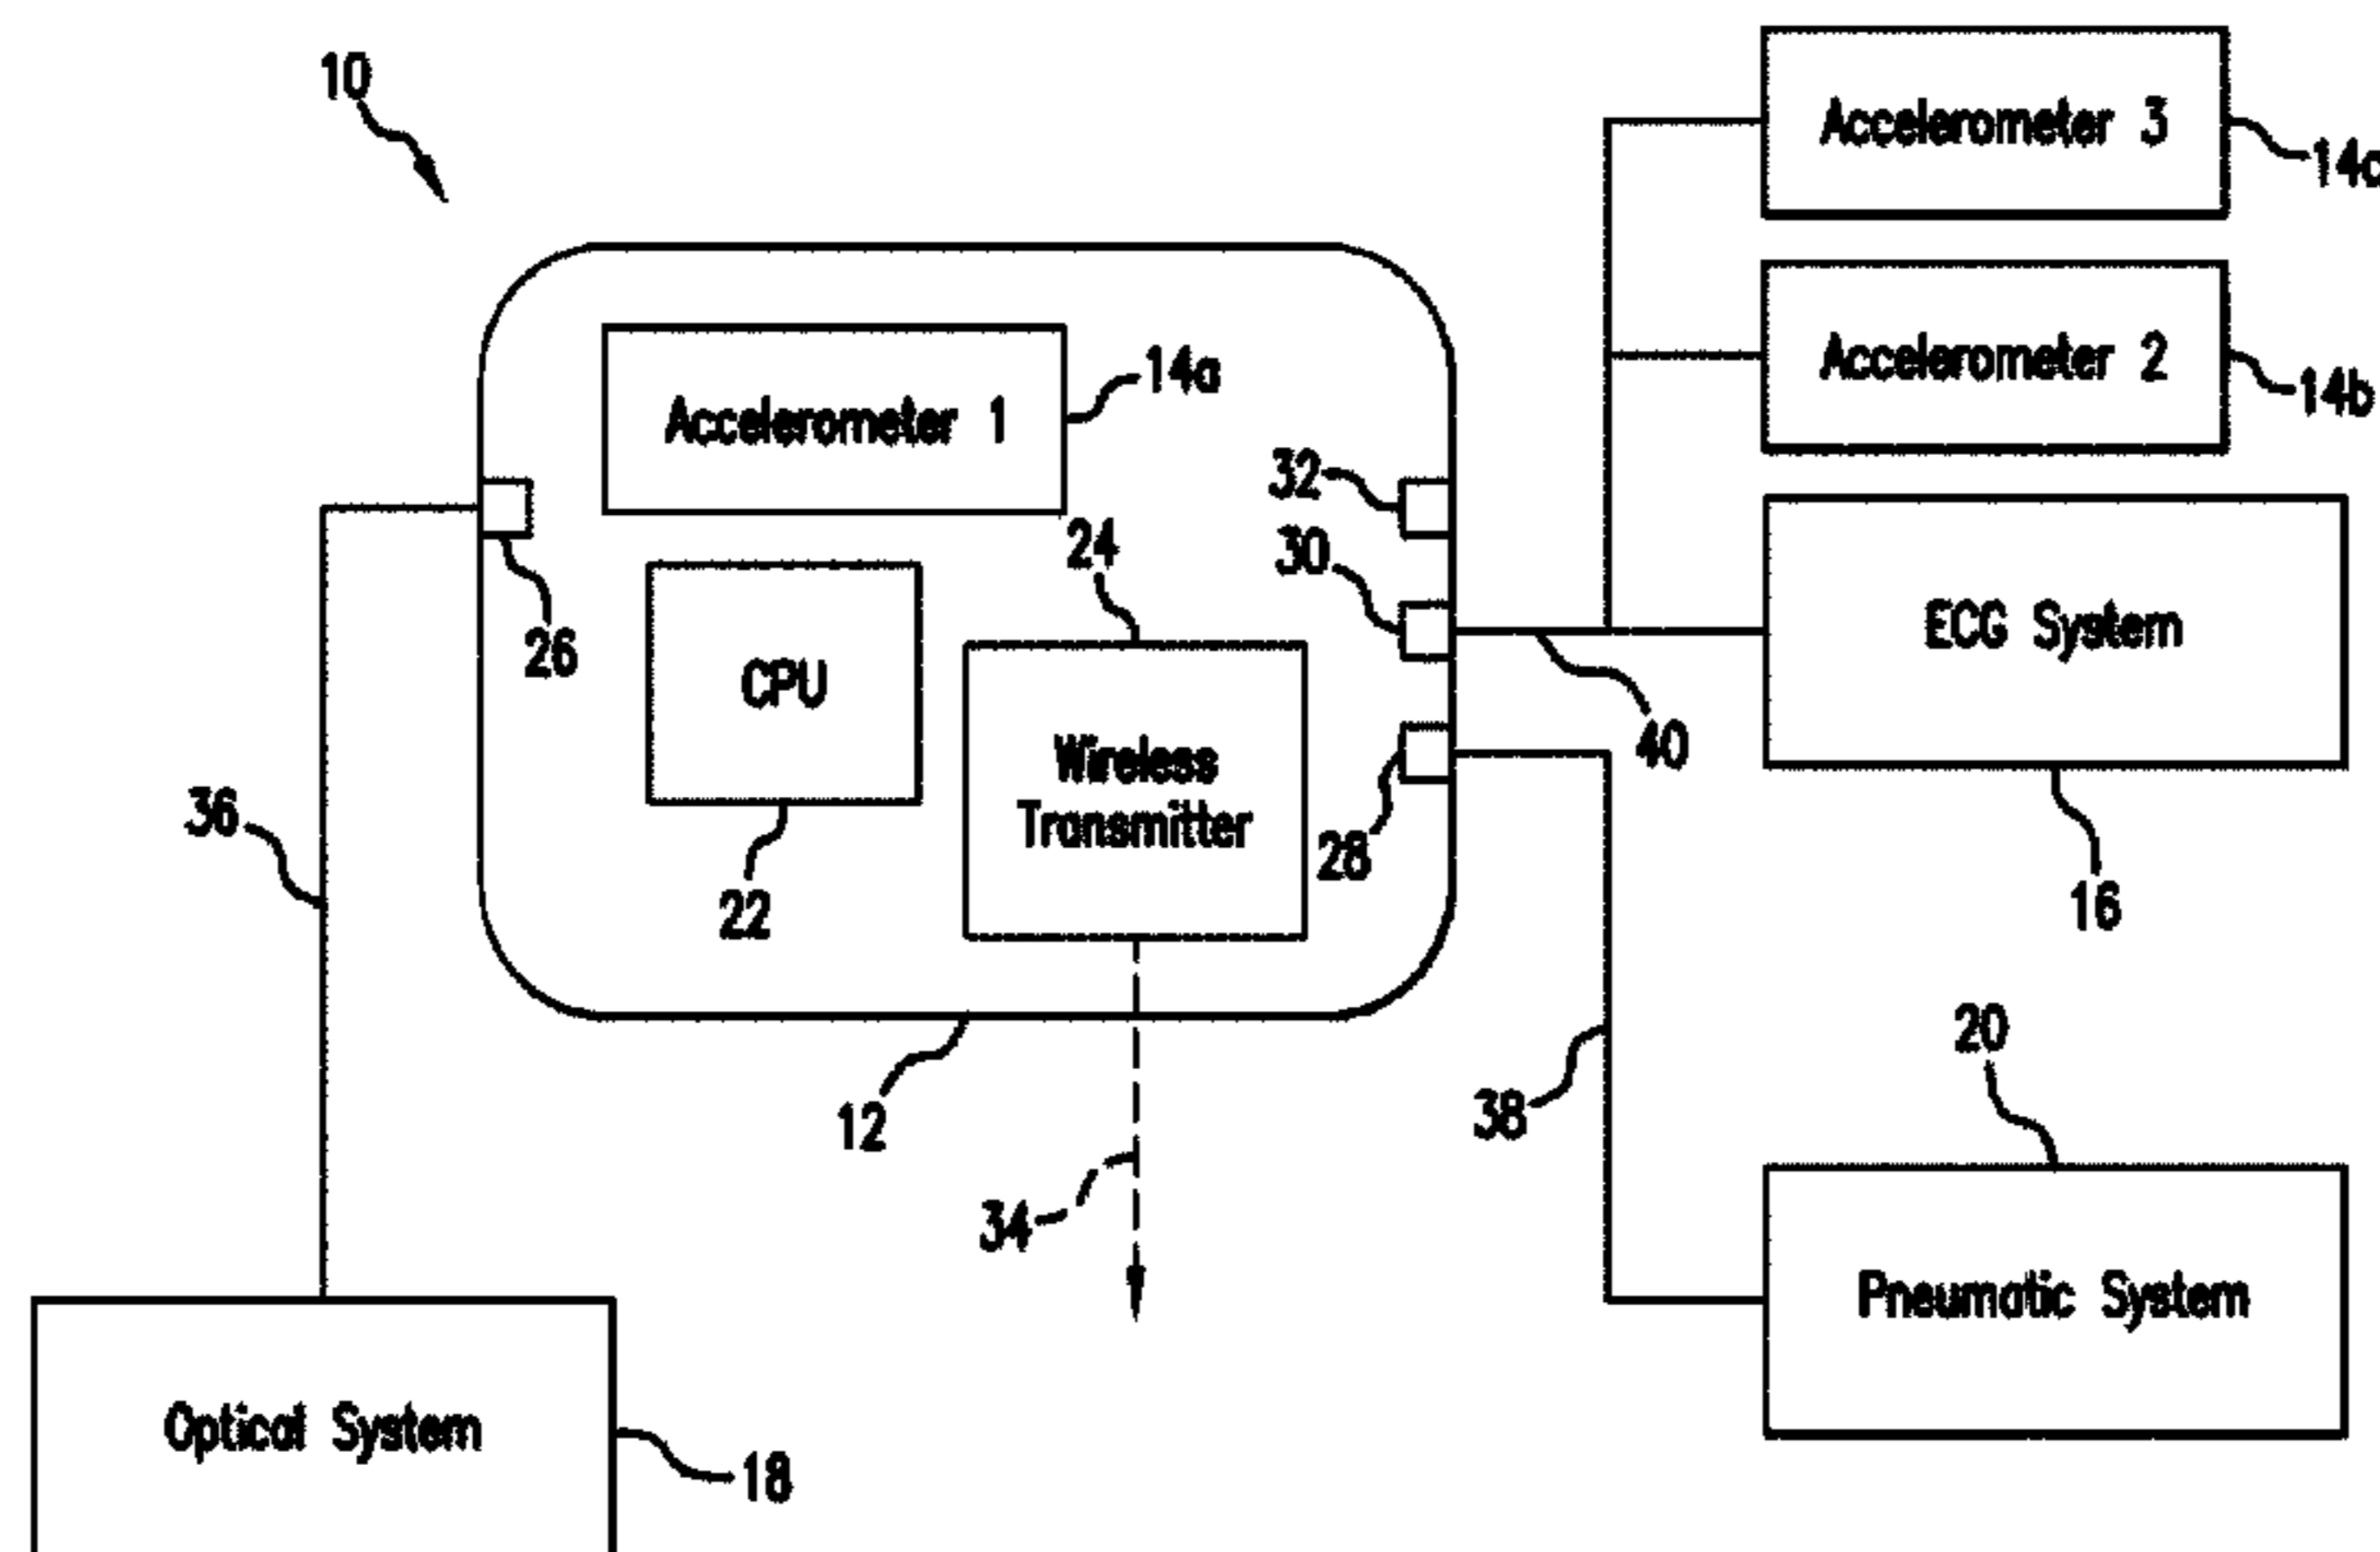 10
Accelerometer 3
Accelerometer 2
14b
Accelerometer 1
14a
32
30
24
26
CPU
22
Wireless
Transmitter
28
ECG System
40
16
36
12
34
38
20
Pneumatic System
Optical System
18